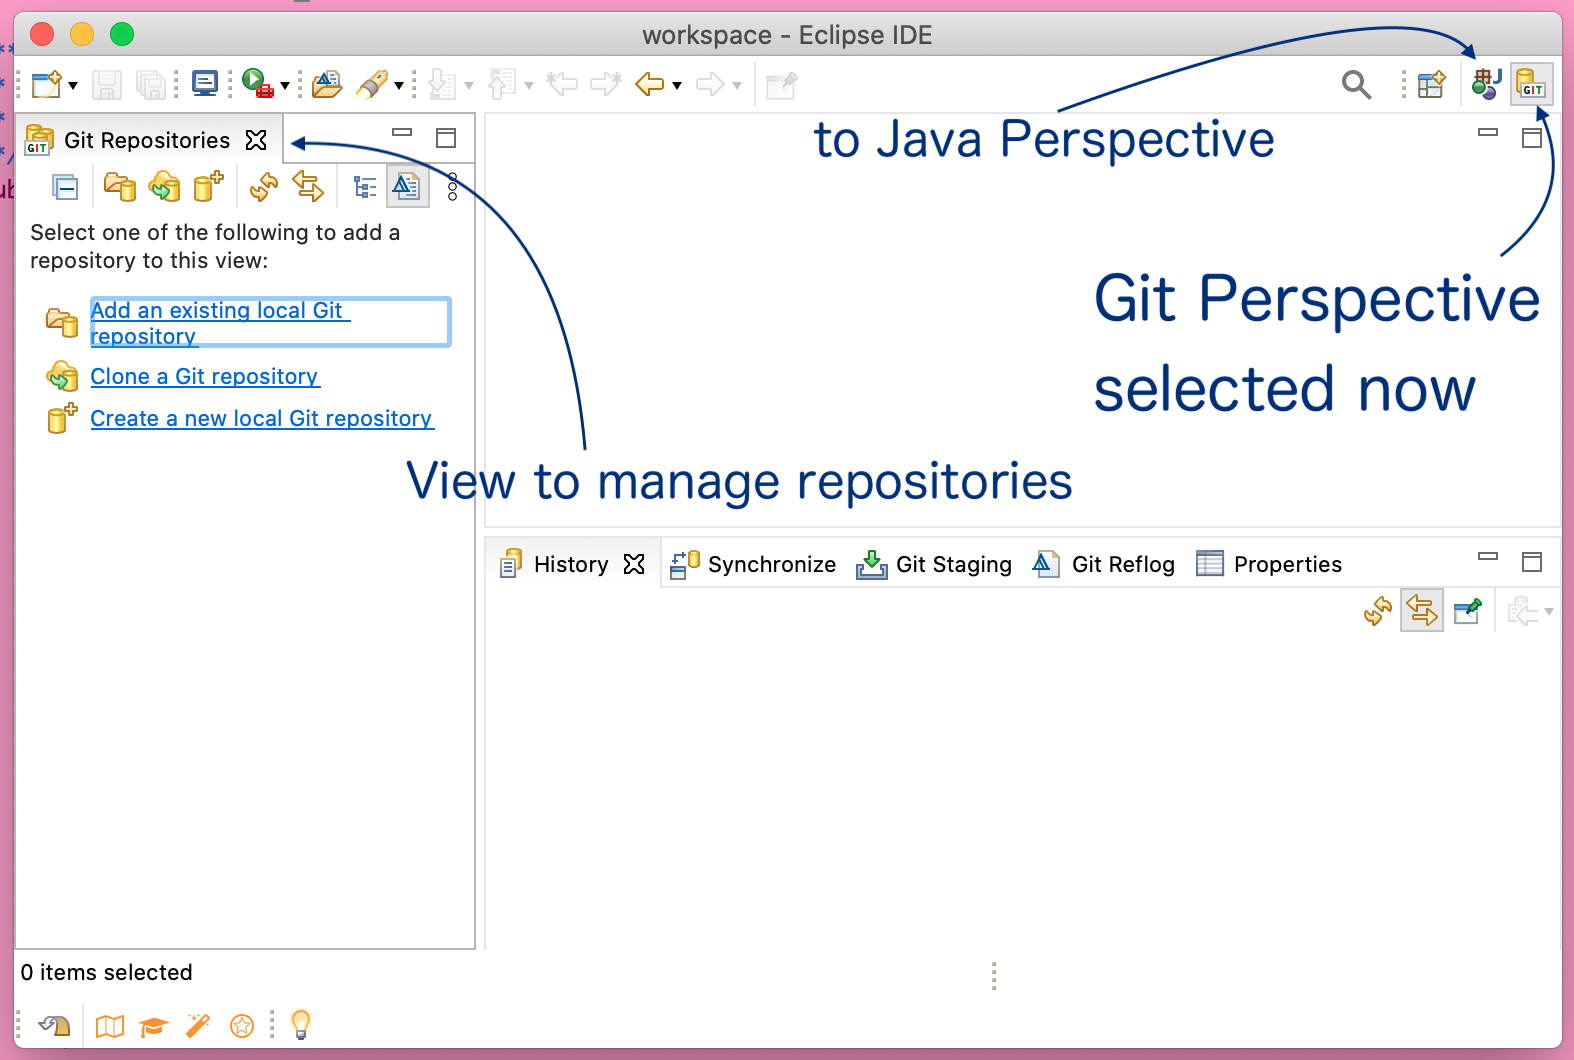 workspace - Eclipse IDE
GIT
to Java Perspective
GIT Git Repositories
Select one of the following to add a
repository to this view:
Add an existing local Git
repository
Clone a Git repository
Create a new local Git repository
Git Perspective
selected now
View to manage repositories
History Synchronize Git Staging Git Reflog Properties
0 items selected